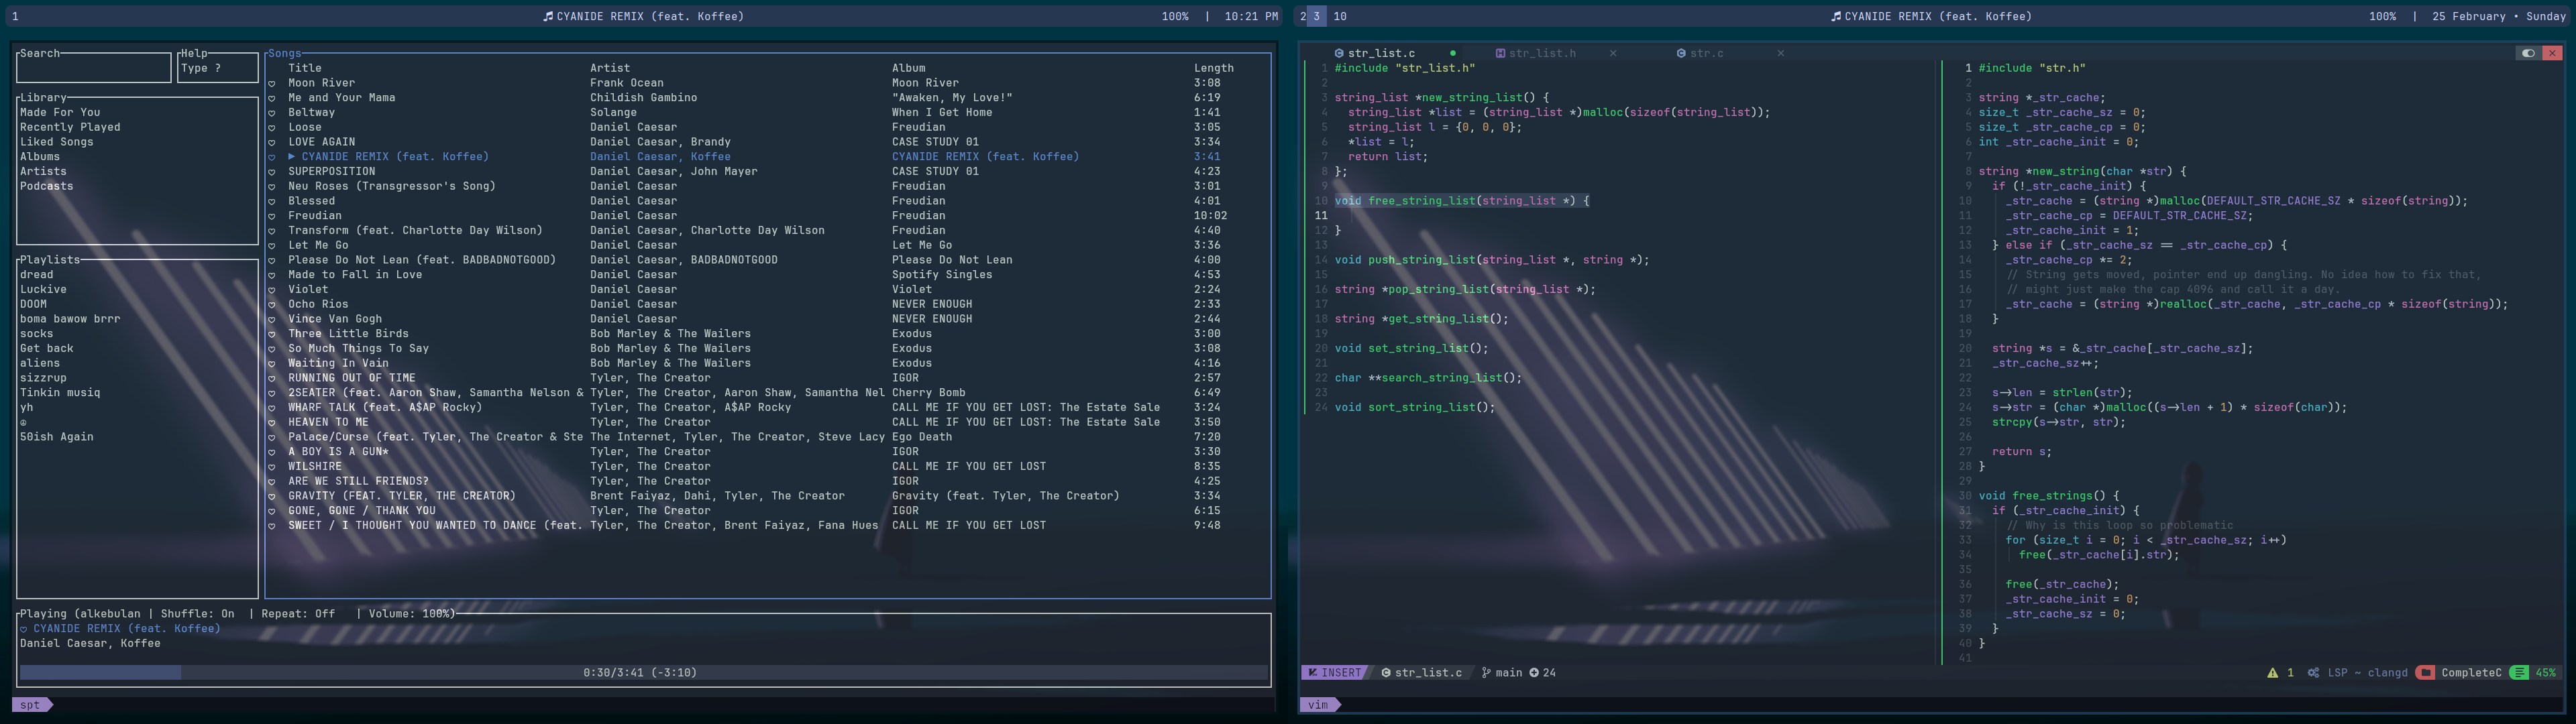 1
CYANIDE REMIX (feat. Koffee)
100% | 10:21 PM
Search
Help
Type ?
Library
Made For You
Recently Played
Liked Songs
Albums
Artists
Podcasts
Playlists
dread
Luckive
DOOM
boma bawow brrr
socks
Get back
aliens
sizzrup
Tinkin musiq
yh
50ish Again
Songs
Title Artist Album Length
Moon River Frank Ocean Moon River 3:08
Me and Your Mama Childish Gambino "Awaken, My Love!" 6:19
Beltway Solange When I Get Home 1:41
Loose Daniel Caesar Freudian 3:05
LOVE AGAIN Daniel Caesar, Brandy CASE STUDY 01 3:34
▶ CYANIDE REMIX (feat. Koffee) Daniel Caesar, Koffee CYANIDE REMIX (feat. Koffee) 3:41
SUPERPOSITION Daniel Caesar, John Mayer CASE STUDY 01 4:23
Neu Roses (Transgressor's Song) Daniel Caesar Freudian 3:01
Blessed Daniel Caesar Freudian 4:01
Freudian Daniel Caesar Freudian 10:02
Transform (feat. Charlotte Day Wilson) Daniel Caesar, Charlotte Day Wilson Freudian 4:40
Let Me Go Daniel Caesar Let Me Go 3:36
Please Do Not Lean (feat. BADBADNOTGOOD) Daniel Caesar, BADBADNOTGOOD Please Do Not Lean 4:00
Made to Fall in Love Daniel Caesar Spotify Singles 4:53
Violet Daniel Caesar Violet 2:24
Ocho Rios Daniel Caesar NEVER ENOUGH 2:33
Vince Van Gogh Daniel Caesar NEVER ENOUGH 2:44
Three Little Birds Bob Marley & The Wailers Exodus 3:00
So Much Things To Say Bob Marley & The Wailers Exodus 3:08
Waiting In Vain Bob Marley & The Wailers Exodus 4:16
RUNNING OUT OF TIME Tyler, The Creator IGOR 2:57
2SEATER (feat. Aaron Shaw, Samantha Nelson & Tyler, The Creator, Aaron Shaw, Samantha Nel Cherry Bomb 6:49
WHARF TALK (feat. A$AP Rocky) Tyler, The Creator, A$AP Rocky CALL ME IF YOU GET LOST: The Estate Sale 3:24
HEAVEN TO ME Tyler, The Creator CALL ME IF YOU GET LOST: The Estate Sale 3:50
Palace/Curse (feat. Tyler, The Creator & Ste The Internet, Tyler, The Creator, Steve Lacy Ego Death 7:20
A BOY IS A GUN* Tyler, The Creator IGOR 3:30
WILSHIRE Tyler, The Creator CALL ME IF YOU GET LOST 8:35
ARE WE STILL FRIENDS? Tyler, The Creator IGOR 4:25
GRAVITY (FEAT. TYLER, THE CREATOR) Brent Faiyaz, Dahi, Tyler, The Creator Gravity (feat. Tyler, The Creator) 3:34
GONE, GONE / THANK YOU Tyler, The Creator IGOR 6:15
SWEET / I THOUGHT YOU WANTED TO DANCE (feat. Tyler, The Creator, Brent Faiyaz, Fana Hues CALL ME IF YOU GET LOST 9:48
Playing (alkebulan | Shuffle: On | Repeat: Off | Volume: 100%)
CYANIDE REMIX (feat. Koffee)
Daniel Caesar, Koffee
0:30/3:41 (-3:10)
spt
2 3 10
CYANIDE REMIX (feat. Koffee)
100% | 25 February • Sunday
str_list.c ● str_list.h × str.c ×
1 #include "str_list.h"
2
3 string_list *new_string_list() {
4 string_list *list = (string_list *)malloc(sizeof(string_list));
5 string_list l = {0, 0, 0};
6 *list = l;
7 return list;
8 };
9
10 void free_string_list(string_list *) {
11
12 }
13
14 void push_string_list(string_list *, string *);
15
16 string *pop_string_list(string_list *);
17
18 string *get_string_list();
19
20 void set_string_list();
21
22 char **search_string_list();
23
24 void sort_string_list();
1 #include "str.h"
2
3 string *_str_cache;
4 size_t _str_cache_sz = 0;
5 size_t _str_cache_cp = 0;
6 int _str_cache_init = 0;
7
8 string *new_string(char *str) {
9 if (!_str_cache_init) {
10 _str_cache = (string *)malloc(DEFAULT_STR_CACHE_SZ * sizeof(string));
11 _str_cache_cp = DEFAULT_STR_CACHE_SZ;
12 _str_cache_init = 1;
13 } else if (_str_cache_sz == _str_cache_cp) {
14 _str_cache_cp *= 2;
15 // String gets moved, pointer end up dangling. No idea how to fix that,
16 // might just make the cap 4096 and call it a day.
17 _str_cache = (string *)realloc(_str_cache, _str_cache_cp * sizeof(string));
18 }
19
20 string *s = &_str_cache[_str_cache_sz];
21 _str_cache_sz++;
22
23 s->len = strlen(str);
24 s->str = (char *)malloc((s->len + 1) * sizeof(char));
25 strcpy(s->str, str);
26
27 return s;
28 }
29
30 void free_strings() {
31 if (_str_cache_init) {
32 // Why is this loop so problematic
33 for (size_t i = 0; i < _str_cache_sz; i++)
34 free(_str_cache[i].str);
35
36 free(_str_cache);
37 _str_cache_init = 0;
38 _str_cache_sz = 0;
39 }
40 }
41
INSERT str_list.c main 24
1 LSP ~ clangd CompleteC 45%
vim